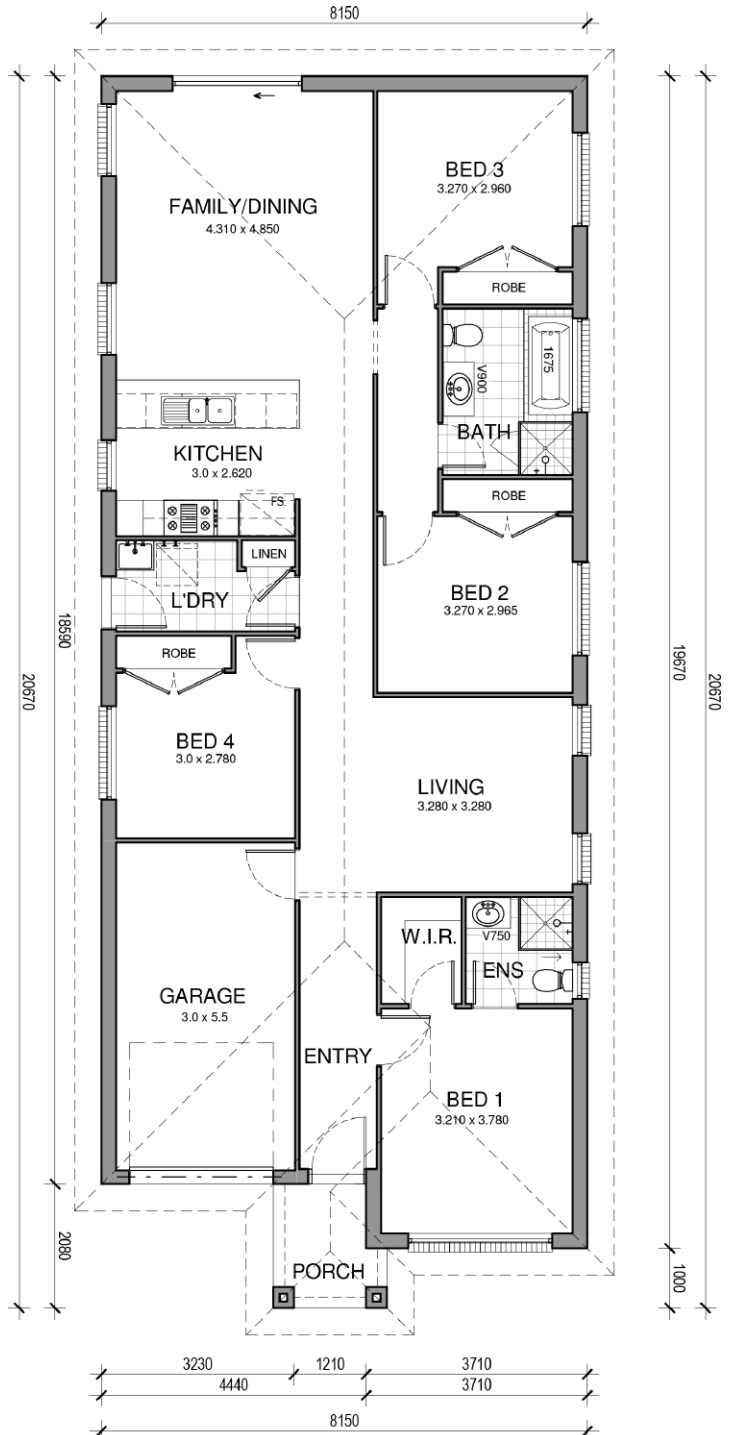 8150
BED 3
3.270 x 2.960
FAMILY/DINING
4.310 x 4.850
ROBE
1675
V900
BATH
KITCHEN
3.0 x 2.620
FS.
ROBE
LINEN
L'DRY
BED 2
3.270 x 2.965
18590
20670
19670
20670
ROBE
BED 4
3.0 x 2.780
LIVING
3.280 x 3.280
W.I.R.
V750
ENS
GARAGE
3.0 x 5.5
ENTRY
BED 1
3.210 x 3.780
2080
PORCH
1000
3230
1210
3710
4440
3710
8150